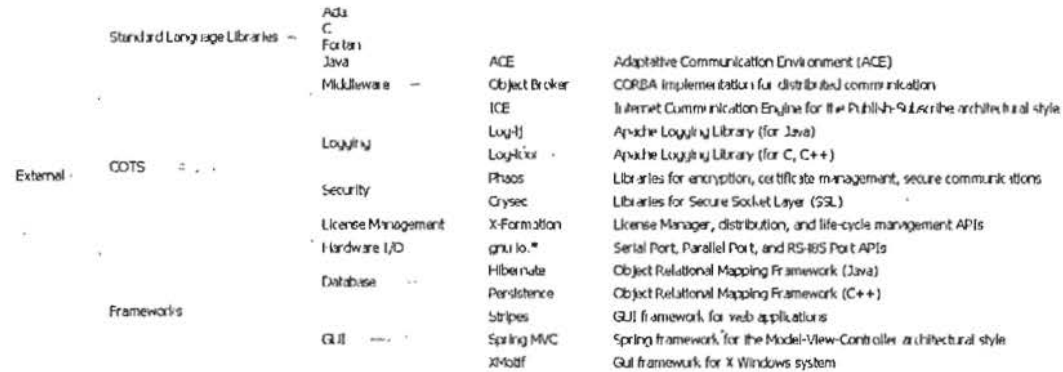 Ada
Standard Language Libraries
C
Fortan
Java
ACE Adaptative Communication Environment (ACE)
Middleware Object Broker CORBA implementation for distributed communication
ICE Internet Communication Engine for the Publish-Subscribe architectural style
Log4j Apache Logging Library (for Java)
Logging
Log4cxx Apache Logging Library (for C, C++)
External COTS
Phaos Libraries for encryption, certificate management, secure communications
Security
Crysec Libraries for Secure Socket Layer (SSL)
License Management X-Formation License Manager, distribution, and life-cycle management APIs
Hardware I/O gnu.io.* Serial Port, Parallel Port, and RS-485 Port APIs
Hibernate Object Relational Mapping Framework (Java)
Database
Persistence Object Relational Mapping Framework (C++)
Frameworks
Stripes GUI framework for web applications
GUI Spring MVC Spring framework for the Model-View-Controller architectural style
XMotif GuI framework for X Windows system